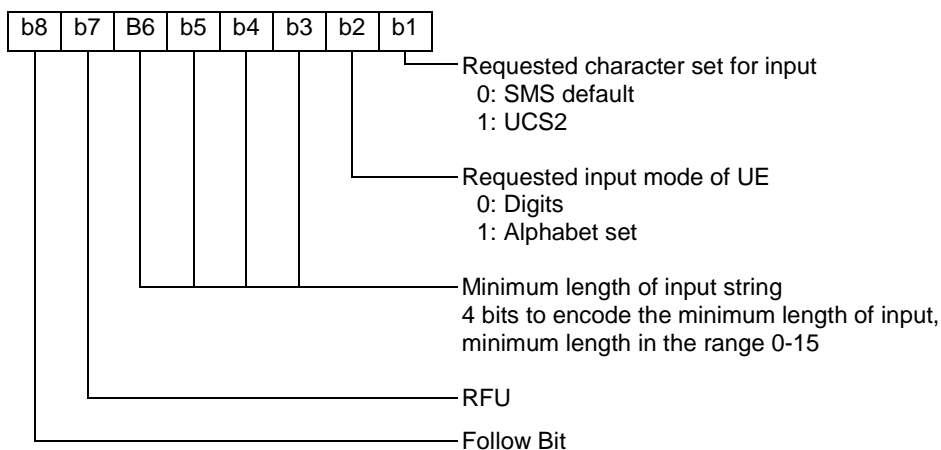 b8 b7 B6 b5 b4 b3 b2 b1
Requested character set for input
0: SMS default
1: UCS2
Requested input mode of UE
0: Digits
1: Alphabet set
Minimum length of input string
4 bits to encode the minimum length of input,
minimum length in the range 0-15
RFU
Follow Bit